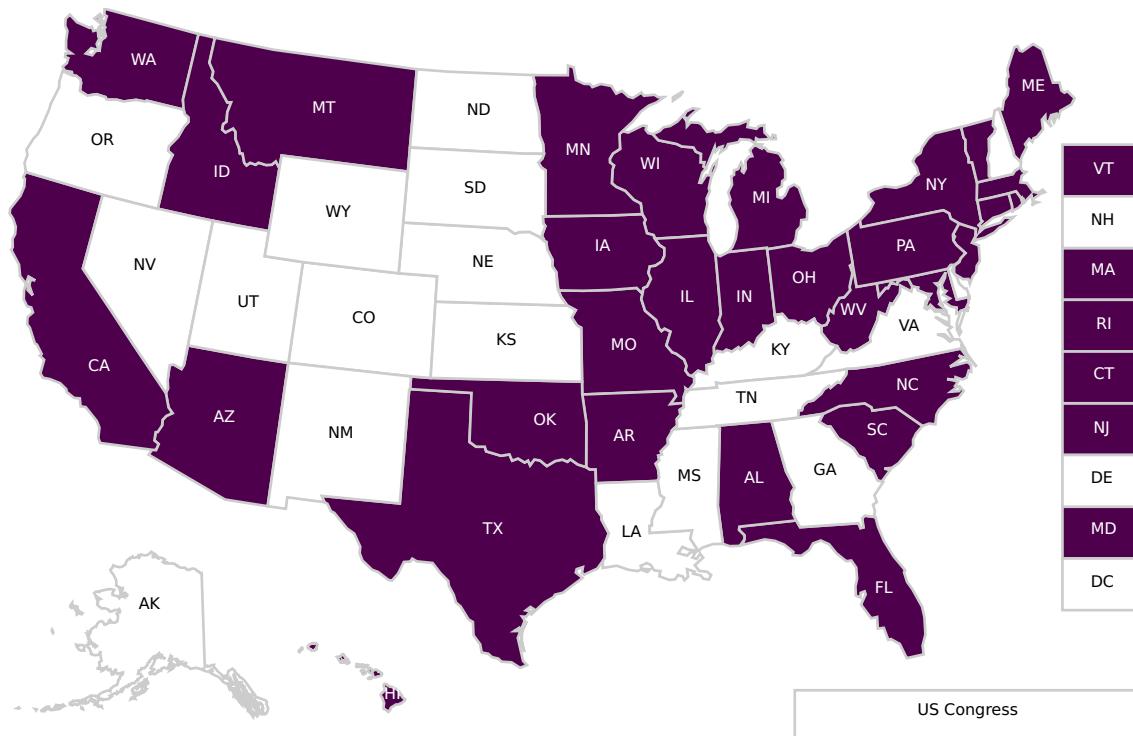 WA
MT
ND
MN
ME
OR
ID
SD
WI
MI
NY
VT
WY
NH
NV
NE
IA
PA
MA
UT
CO
IL
IN
OH
WV
VA
RI
CA
KS
MO
KY
CT
AZ
NM
OK
AR
TN
NC
SC
NJ
TX
LA
MS
AL
GA
DE
MD
AK
FL
DC
HI
US Congress